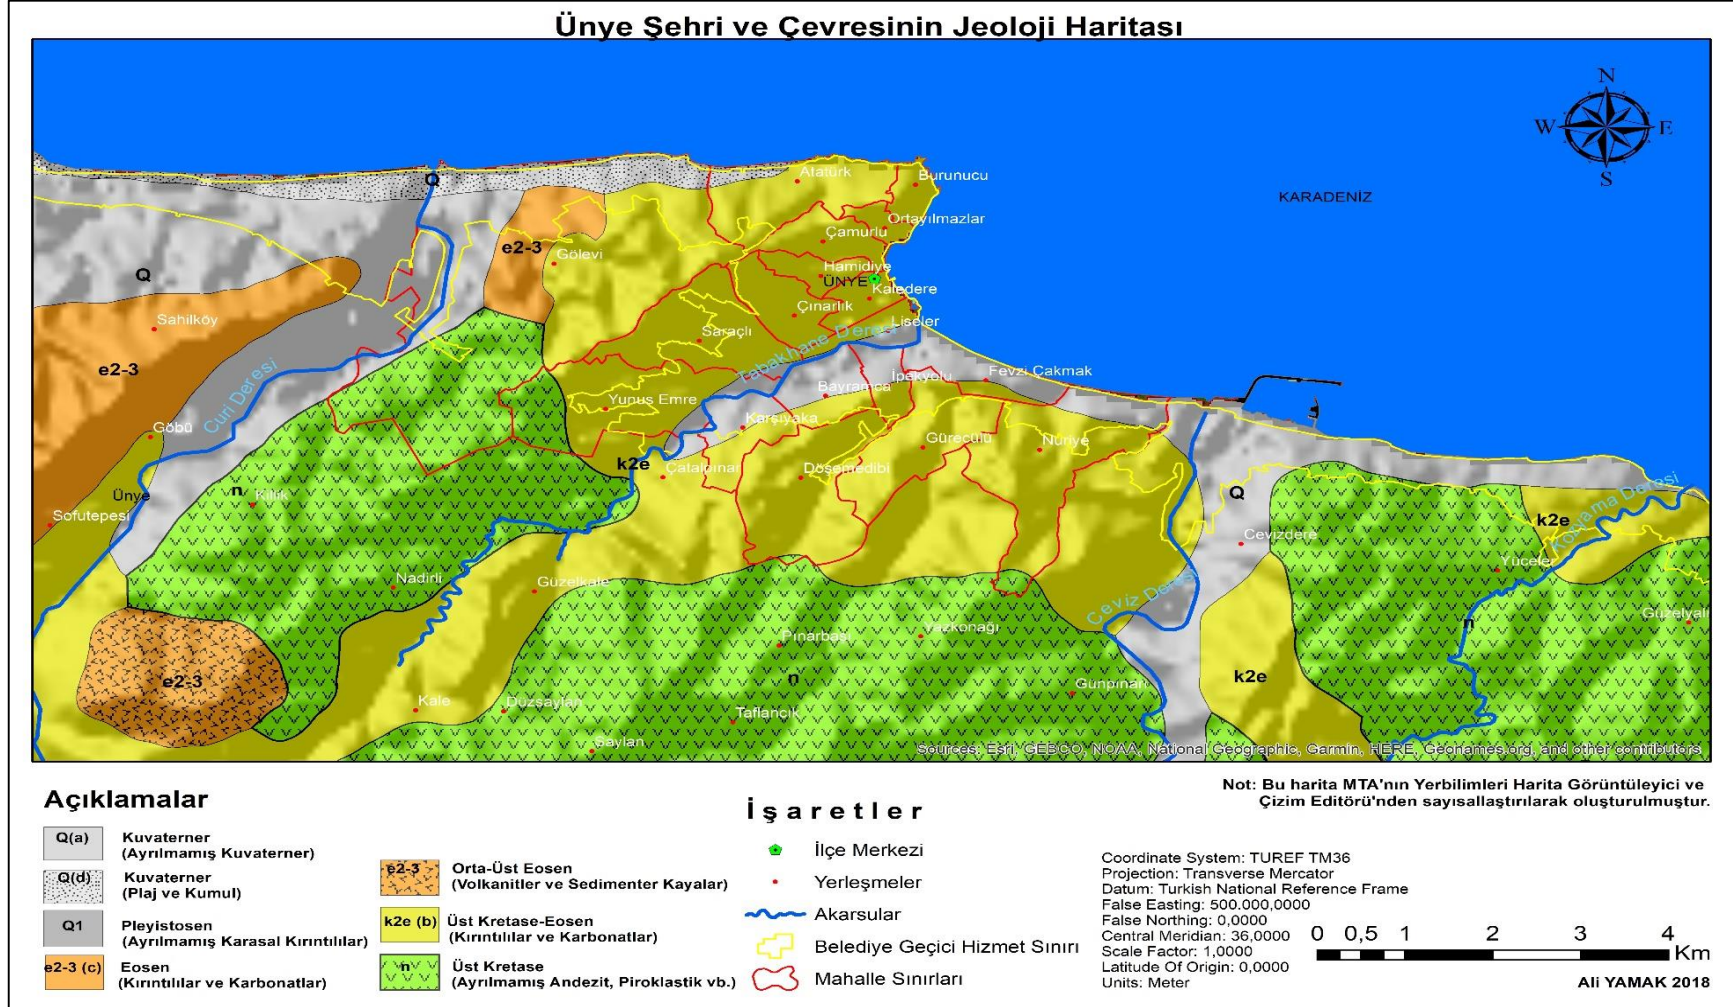 Ünye Şehri ve Çevresinin Jeoloji Haritası
N
W E
S
KARADENİZ
Q
Atatürk
Burunucu
Ortayılmazlar
Çamurlu
e2-3
Gölevi
Q
Hamidiye
ÜNYE
Kaledere
Çınarlık
Liseler
Sahilköy
Saraçlı
Tabakhane Deresi
e2-3
Curi Deresi
Bayramca
İpekyolu
Fevzi Çakmak
Yunus Emre
Karşıyaka
Göbü
Gürecülü
Nuriye
k2e
Çatalpınar
Döşemedibi
Ünye
n
Killik
Q
Sofutepesi
k2e
Cevizdere
Yüceler
Nadirli
Güzelkale
Ceviz Deresi
Güzelyalı
n
Pınarbaşı
Yazkonağı
e2-3
n
k2e
Günpınarı
Kale
Düzsaylan
Taflancık
Saylan
Sources: Esri, GEBCO, NOAA, National Geographic, Garmin, HERE, Geonames.org, and other contributors
Not: Bu harita MTA'nın Yerbilimleri Harita Görüntüleyici ve
Çizim Editörü'nden sayısallaştırılarak oluşturulmuştur.
Açıklamalar
Q(a) Kuvaterner
(Ayrılmamış Kuvaterner)
Q(d) Kuvaterner
(Plaj ve Kumul)
Q1 Pleyistosen
(Ayrılmamış Karasal Kırıntılılar)
e2-3 (c) Eosen
(Kırıntılılar ve Karbonatlar)
e2-3 Orta-Üst Eosen
(Volkanitler ve Sedimenter Kayalar)
k2e (b) Üst Kretase-Eosen
(Kırıntılılar ve Karbonatlar)
n Üst Kretase
(Ayrılmamış Andezit, Piroklastik vb.)
İşaretler
İlçe Merkezi
Yerleşmeler
Akarsular
Belediye Geçici Hizmet Sınırı
Mahalle Sınırları
Coordinate System: TUREF TM36
Projection: Transverse Mercator
Datum: Turkish National Reference Frame
False Easting: 500.000,0000
False Northing: 0,0000
Central Meridian: 36,0000
Scale Factor: 1,0000
Latitude Of Origin: 0,0000
Units: Meter
0 0,5 1 2 3 4
Km
Ali YAMAK 2018